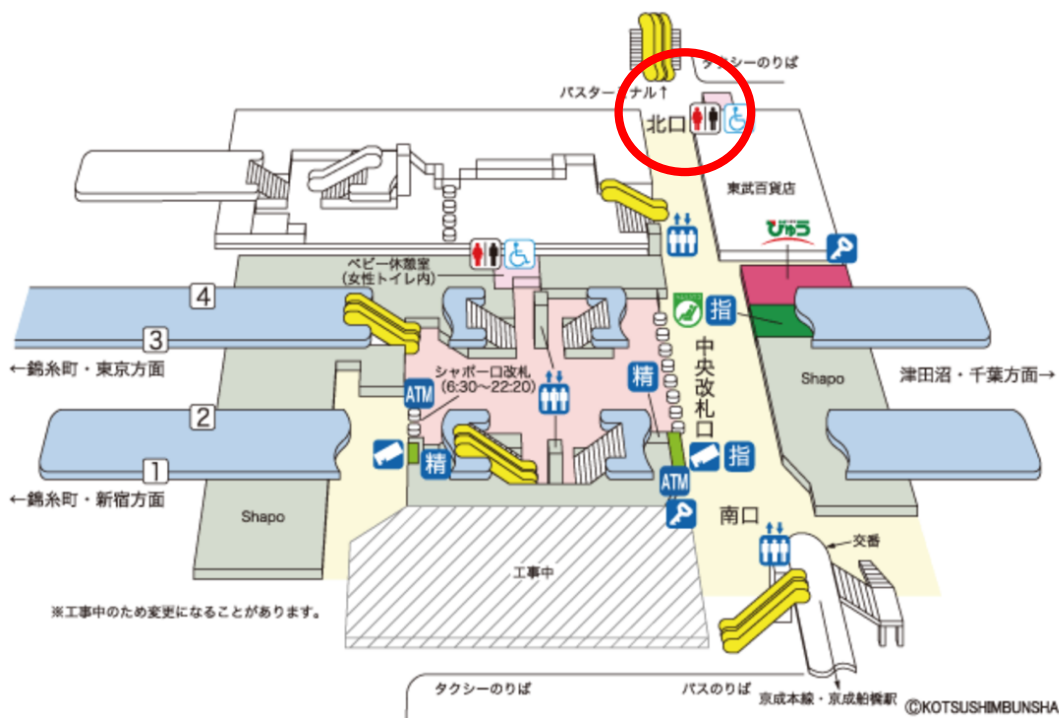 タクシーのりば
バスターミナル↑
北口
東武百貨店
びゅう
ベビー休憩室
(女性トイレ内)
4
3
←錦糸町・東京方面
シャポー口改札
(6:30～22:20)
ATM
指
精
中央改札口
Shapo
津田沼・千葉方面→
2
1
←錦糸町・新宿方面
精
指
ATM
Shapo
南口
交番
工事中
※工事中のため変更になることがあります。
タクシーのりば
バスのりば
京成本線・京成船橋駅
©KOTSUSHIMBUNSHA